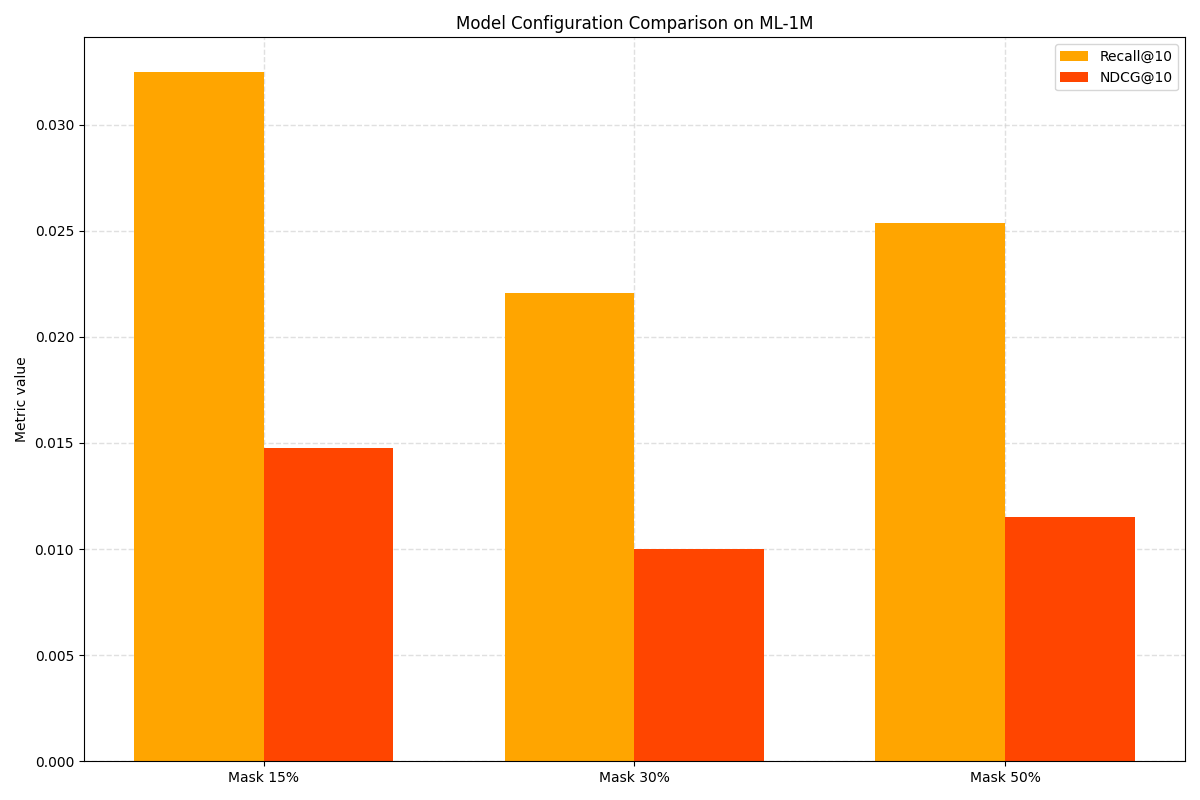 Model Configuration Comparison on ML-1M
Recall@10
NDCG@10
Metric value
0.030
0.025
0.020
0.015
0.010
0.005
0.000
Mask 15%
Mask 30%
Mask 50%